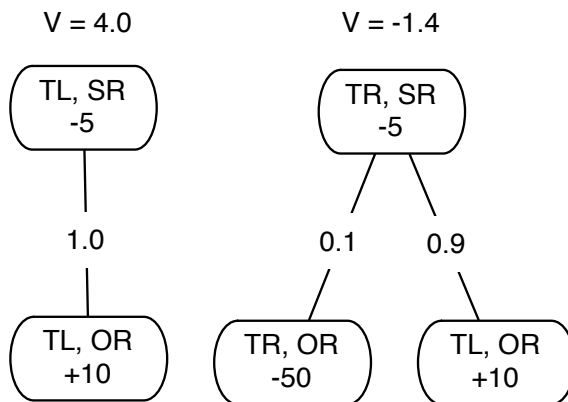 V = 4.0
V = -1.4
TL, SR
-5
TR, SR
-5
1.0
0.1
0.9
TL, OR
+10
TR, OR
-50
TL, OR
+10